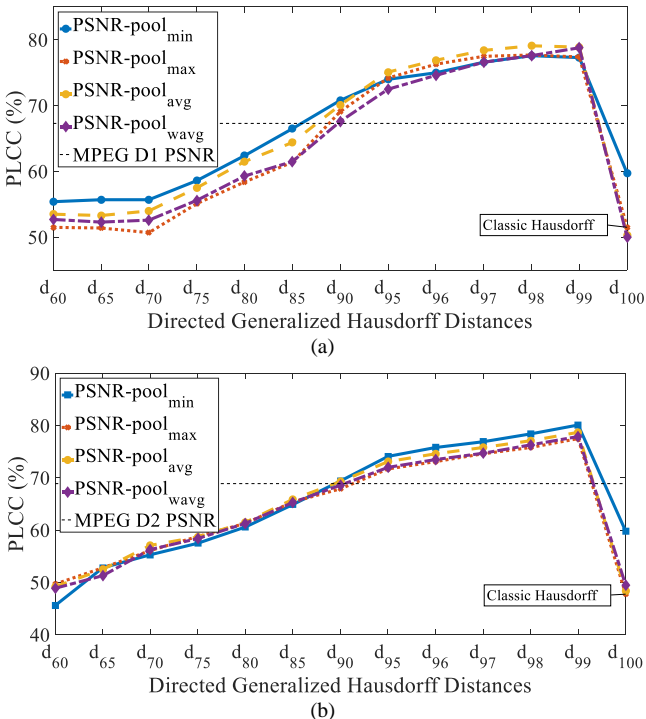 80
70
60
50
PLCC (%)
PSNR-pool_min
PSNR-pool_max
PSNR-pool_avg
PSNR-pool_wavg
MPEG D1 PSNR
Classic Hausdorff
d_60 d_65 d_70 d_75 d_80 d_85 d_90 d_95 d_96 d_97 d_98 d_99 d_100
Directed Generalized Hausdorff Distances
(a)
90
80
70
60
50
40
PLCC (%)
PSNR-pool_min
PSNR-pool_max
PSNR-pool_avg
PSNR-pool_wavg
MPEG D2 PSNR
Classic Hausdorff
d_60 d_65 d_70 d_75 d_80 d_85 d_90 d_95 d_96 d_97 d_98 d_99 d_100
Directed Generalized Hausdorff Distances
(b)